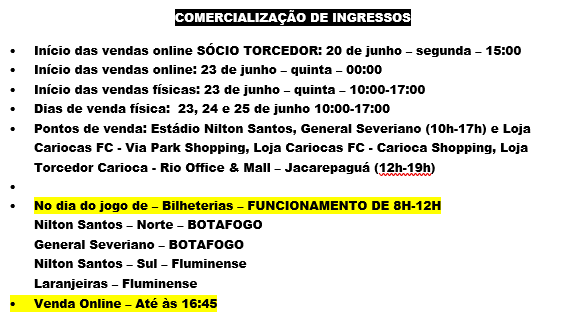 COMERCIALIZAÇÃO DE INGRESSOS
• Início das vendas online SÓCIO TORCEDOR: 20 de junho – segunda – 15:00
• Início das vendas online: 23 de junho – quinta – 00:00
• Início das vendas físicas: 23 de junho – quinta – 10:00-17:00
• Dias de venda física:  23, 24 e 25 de junho 10:00-17:00
• Pontos de venda: Estádio Nilton Santos, General Severiano (10h-17h) e Loja
Cariocas FC - Via Park Shopping, Loja Cariocas FC - Carioca Shopping, Loja
Torcedor Carioca - Rio Office & Mall – Jacarepaguá (12h-19h)
•
• No dia do jogo de – Bilheterias – FUNCIONAMENTO DE 8H-12H
Nilton Santos – Norte – BOTAFOGO
General Severiano – BOTAFOGO
Nilton Santos – Sul – Fluminense
Laranjeiras – Fluminense
• Venda Online – Até às 16:45